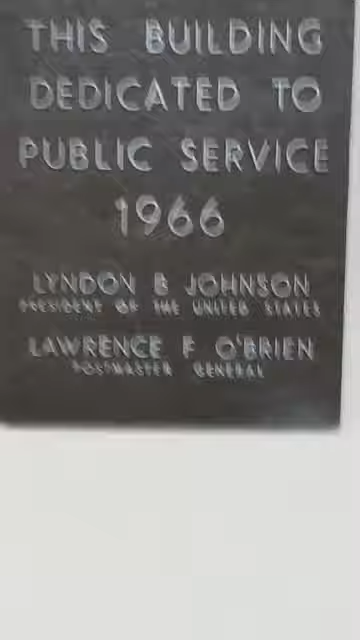 THIS BUILDING
DEDICATED TO
PUBLIC SERVICE
1966
LYNDON B JOHNSON
PRESIDENT OF THE UNITED STATES
LAWRENCE F O'BRIEN
POSTMASTER GENERAL